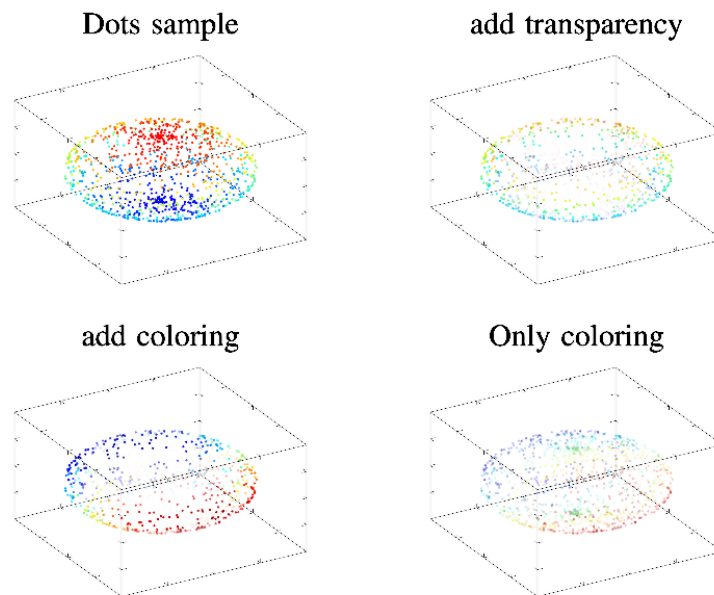 Dots sample
add transparency
add coloring
Only coloring